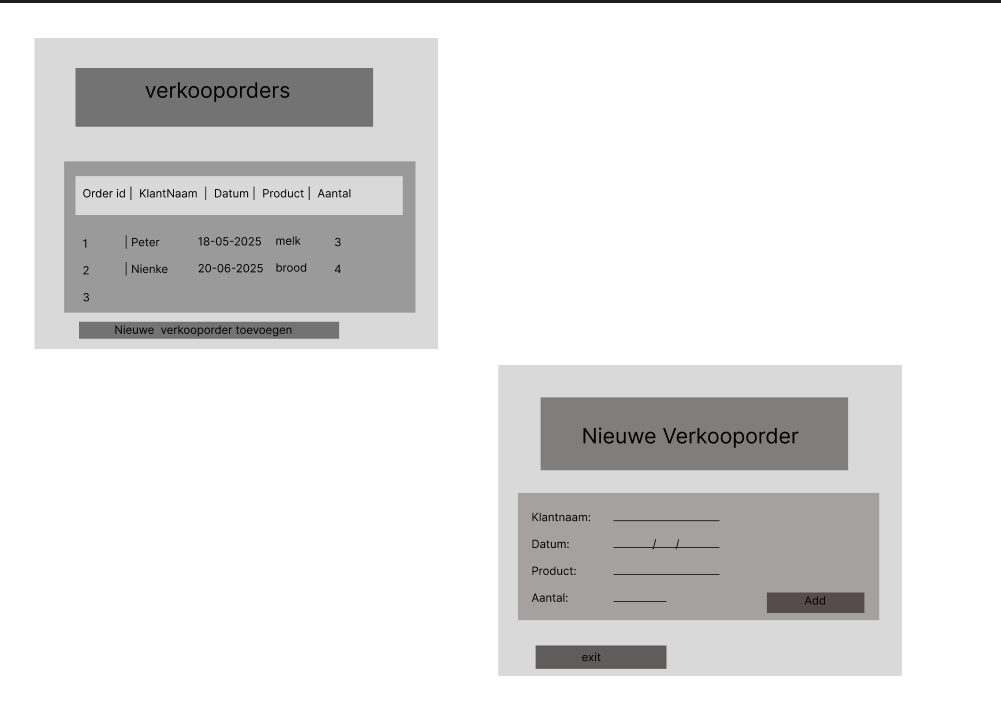 verkooporders
Order id | KlantNaam | Datum | Product | Aantal
1 | Peter 18-05-2025 melk 3
2 | Nienke 20-06-2025 brood 4
3
Nieuwe verkooporder toevoegen
Nieuwe Verkooporder
Klantnaam: 
Datum: / /
Product:
Aantal:
Add
exit